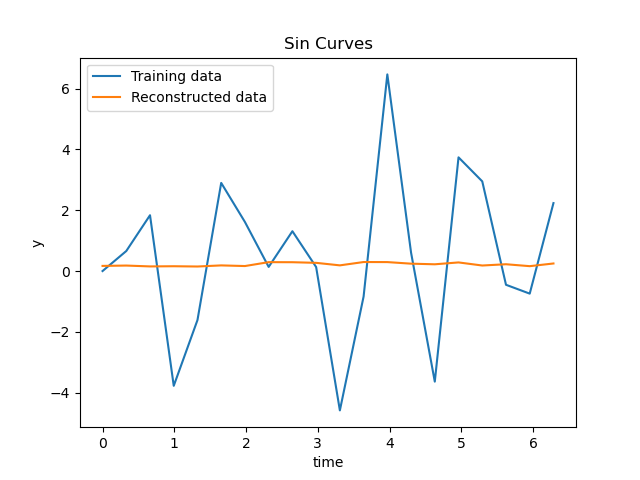 Sin Curves
Training data
Reconstructed data
6
4
2
0
−2
−4
y
0 1 2 3 4 5 6
time